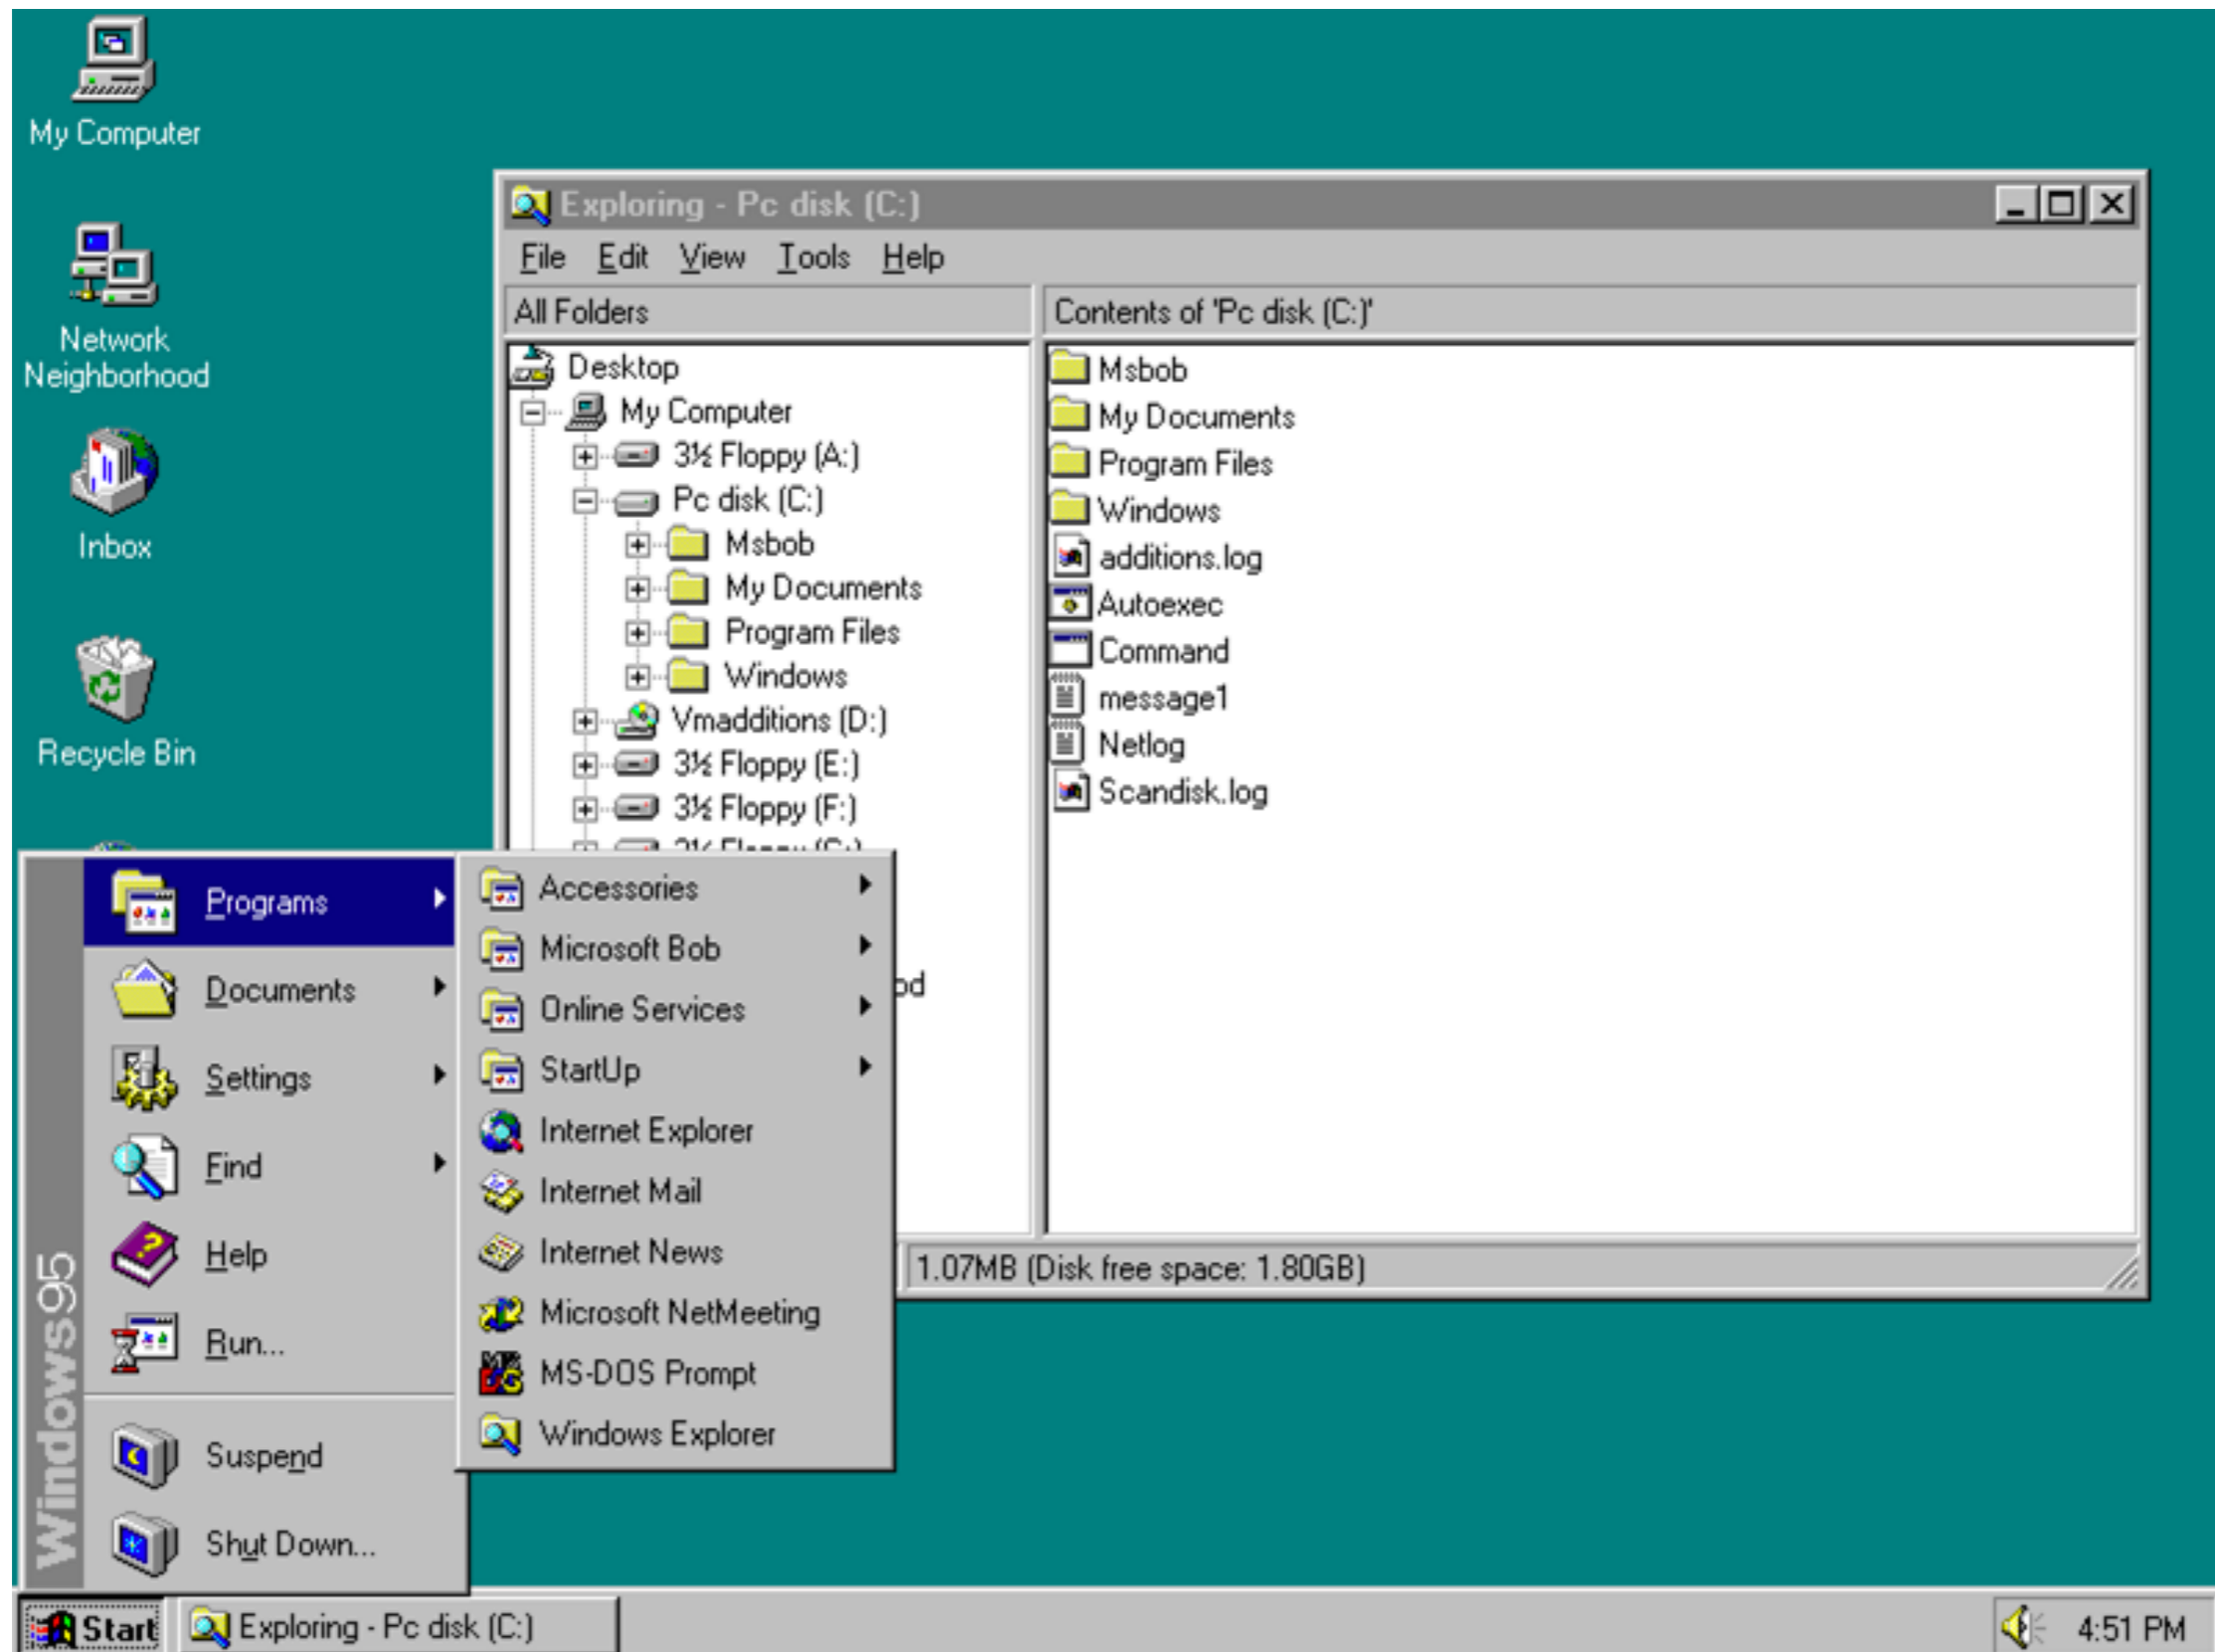 My Computer
Network
Neighborhood
Inbox
Recycle Bin
Exploring - Pc disk (C:)
File Edit View Tools Help
All Folders
Contents of 'Pc disk (C:)'
Desktop
My Computer
3½ Floppy (A:)
Pc disk (C:)
Msbob
My Documents
Program Files
Windows
Vmadditions (D:)
3½ Floppy (E:)
3½ Floppy (F:)
Msbob
My Documents
Program Files
Windows
additions.log
Autoexec
Command
message1
Netlog
Scandisk.log
1.07MB (Disk free space: 1.80GB)
Windows95
Programs
Documents
Settings
Find
Help
Run...
Suspend
Shut Down...
Accessories
Microsoft Bob
Online Services
StartUp
Internet Explorer
Internet Mail
Internet News
Microsoft NetMeeting
MS-DOS Prompt
Windows Explorer
Start
Exploring - Pc disk (C:)
4:51 PM